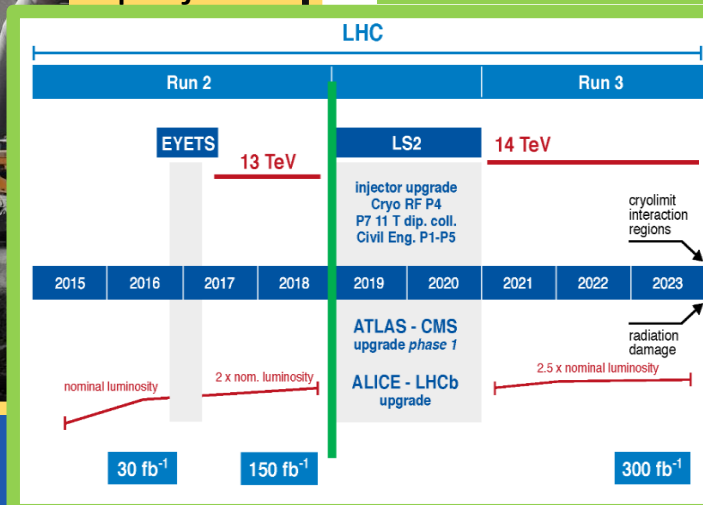 LHC
Run 2
Run 3
EYETS
13 TeV
LS2
14 TeV
injector upgrade
Cryo RF P4
P7 11 T dip. coll.
Civil Eng. P1-P5
cryolimit
interaction
regions
2015 2016 2017 2018 2019 2020 2021 2022 2023
ATLAS - CMS
upgrade phase 1
ALICE - LHCb
upgrade
radiation
damage
nominal luminosity
2 x nom. luminosity
2.5 x nominal luminosity
30 fb⁻¹
150 fb⁻¹
300 fb⁻¹